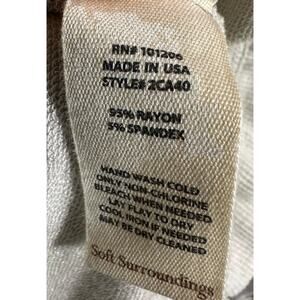 RN# 101206
MADE IN USA
STYLE# 2CA40
95% RAYON
5% SPANDEX
HAND WASH COLD
ONLY NON-CHLORINE
BLEACH WHEN NEEDED
LAY FLAY TO DRY
COOL IRON IF NEEDED
MAY BE DRY CLEANED
Soft Surroundings